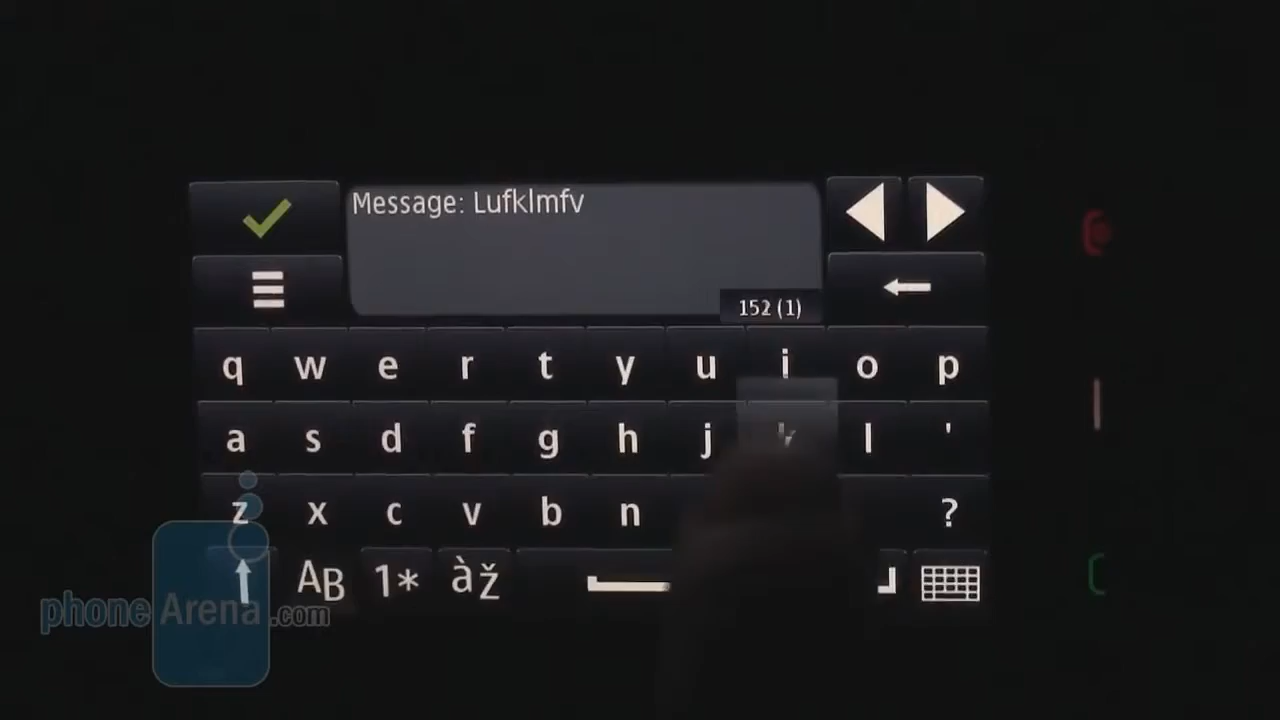 Message: Lufklmfv
152 (1)
q w e r t y u i o p
a s d f g h j k l '
z x c v b n ?
AB 1* àž
phoneArena.com